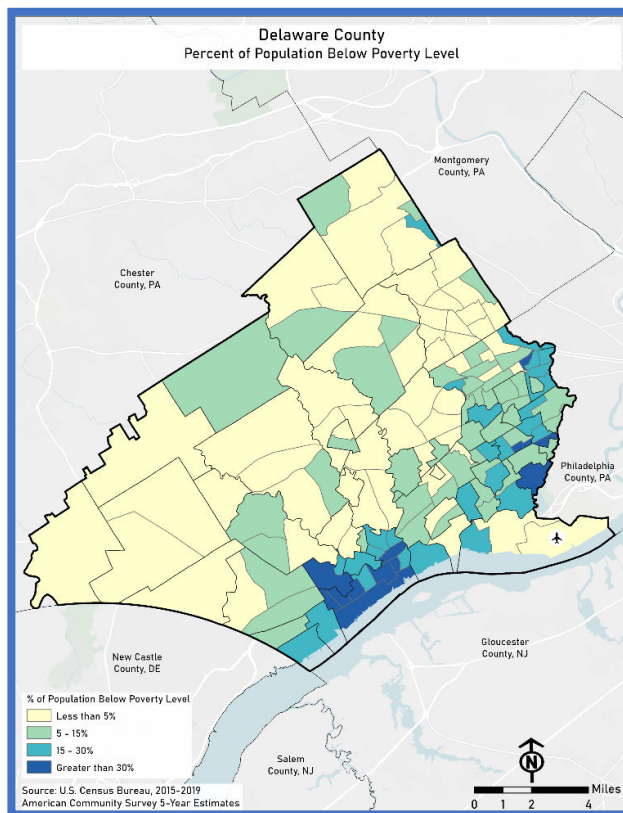 Delaware County
Percent of Population Below Poverty Level
Montgomery
County, PA
Chester
County, PA
Philadelphia
County, PA
Gloucester
County, NJ
New Castle
County, DE
Salem
County, NJ
% of Population Below Poverty Level
Less than 5%
5 - 15%
15 - 30%
Greater than 30%
Source: U.S. Census Bureau, 2015-2019
American Community Survey 5-Year Estimates
N
Miles
0 1 2 4